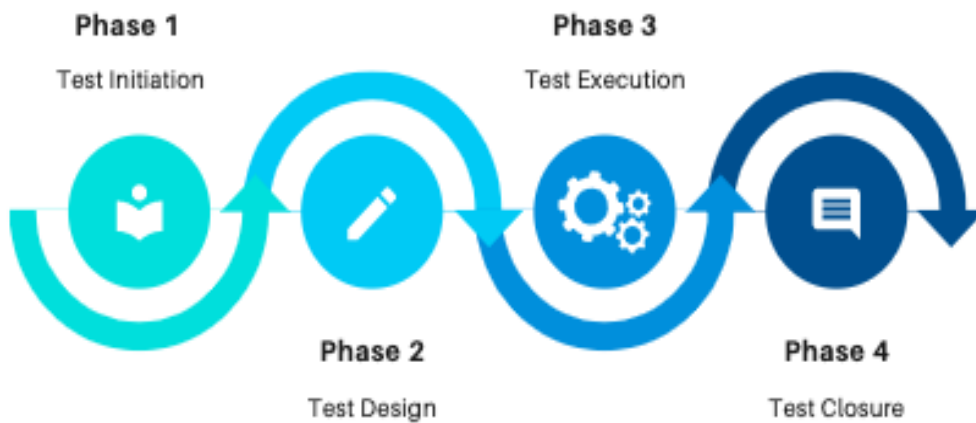 Phase 1
Test Initiation
Phase 2
Test Design
Phase 3
Test Execution
Phase 4
Test Closure